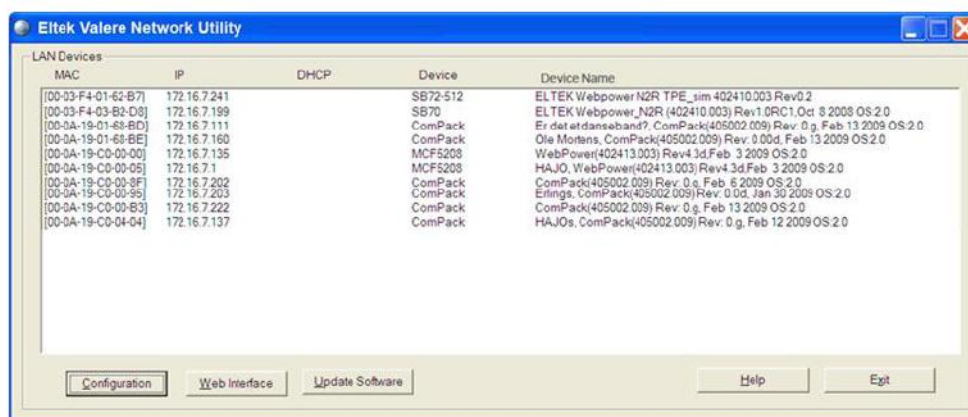 Eltek Valere Network Utility
LAN Devices
MAC IP DHCP Device Device Name
[00-03-F4-01-62-B7] 172.16.7.241 SB72-512 ELTEK Webpower N2R TPE_sim 402410.003 Rev0.2
[00-03-F4-03-B2-D8] 172.16.7.199 SB70 ELTEK Webpower_N2R (402410.003) Rev1.0RC1,Oct 8 2008 OS:2.0
[00-0A-19-01-68-BD] 172.16.7.111 ComPack Er det et danseband?, ComPack(405002.009) Rev: 0.g, Feb 13 2009 OS:2.0
[00-0A-19-01-68-BE] 172.16.7.160 ComPack Ole Mortens, ComPack(405002.009) Rev: 0.00d, Feb 13 2009 OS:2.0
[00-0A-19-C0-00-00] 172.16.7.135 MCF5208 WebPower(402413.003) Rev4.3d,Feb 3 2009 OS:2.0
[00-0A-19-C0-00-05] 172.16.7.1 MCF5208 HAJO, WebPower(402413.003) Rev4.3d,Feb 3 2009 OS:2.0
[00-0A-19-C0-00-8F] 172.16.7.202 ComPack ComPack(405002.009) Rev: 0.g, Feb 6 2009 OS:2.0
[00-0A-19-C0-00-95] 172.16.7.203 ComPack Erlings, ComPack(405002.009) Rev: 0.0d, Jan 30 2009 OS:2.0
[00-0A-19-C0-00-B3] 172.16.7.222 ComPack ComPack(405002.009) Rev: 0.g, Feb 13 2009 OS:2.0
[00-0A-19-C0-04-04] 172.16.7.137 ComPack HAJOs, ComPack(405002.009) Rev: 0.g, Feb 12 2009 OS:2.0
Configuration Web Interface Update Software Help Exit